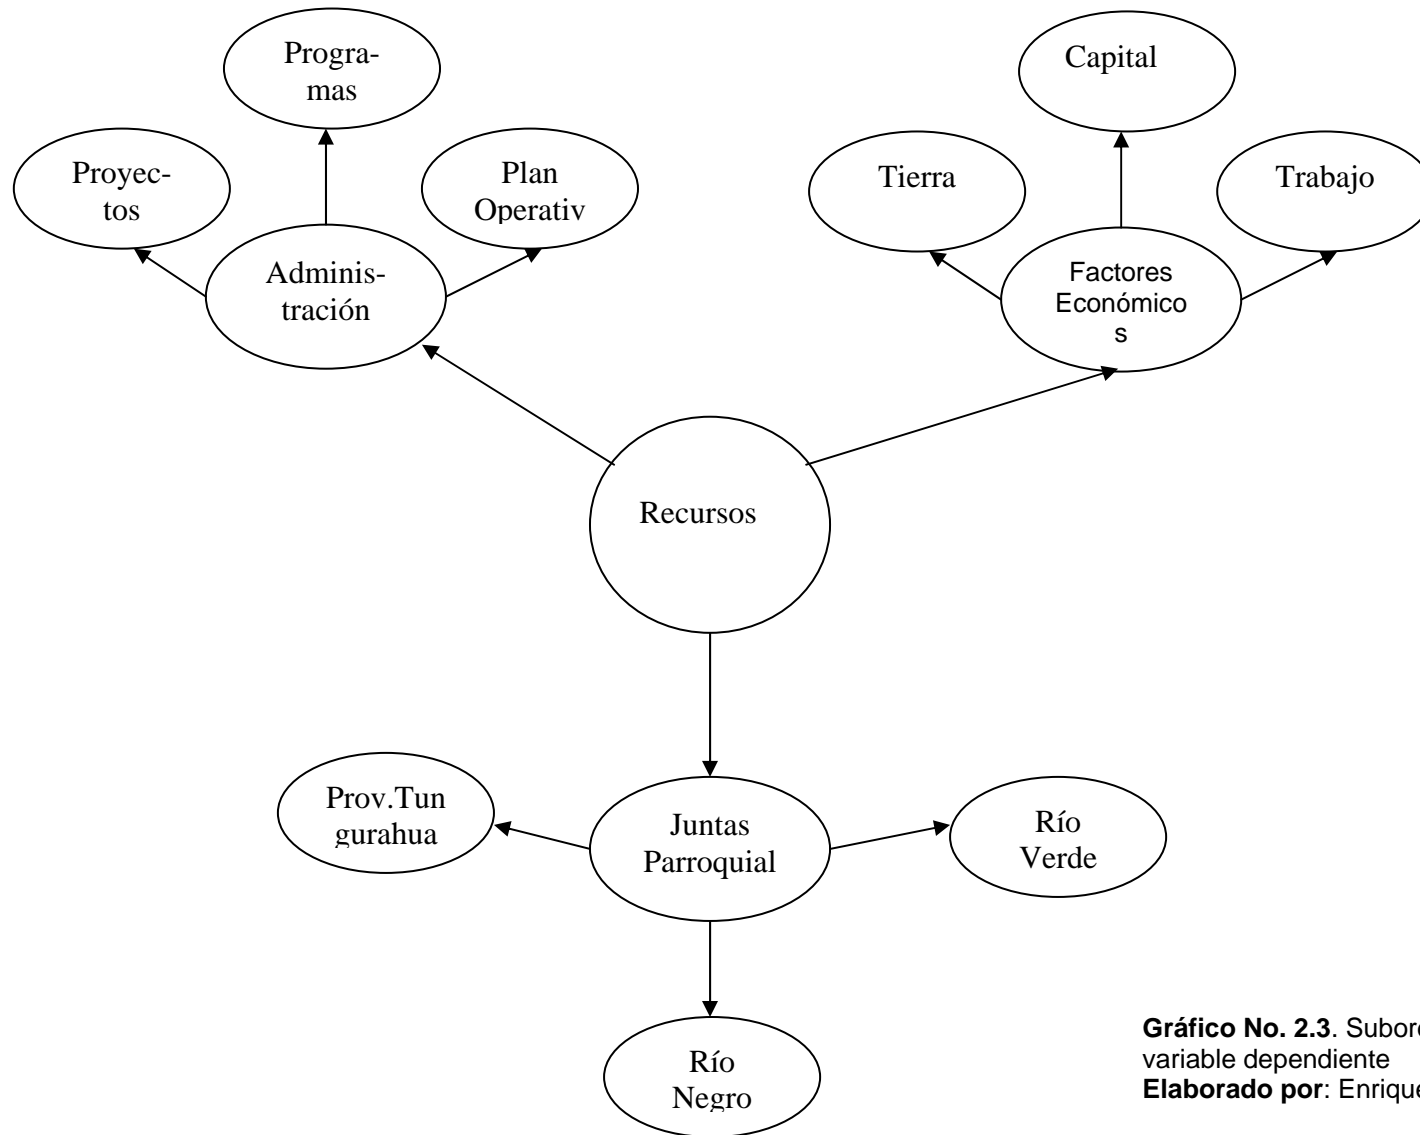 Progra-
mas
Capital
Proyec-
tos
Plan
Operativ
Tierra
Trabajo
Adminis-
tración
Factores
Económico
s
Recursos
Prov.Tun
gurahua
Juntas
Parroquial
Río
Verde
Río
Negro
Gráfico No. 2.3. Subor
variable dependiente
Elaborado por: Enrique